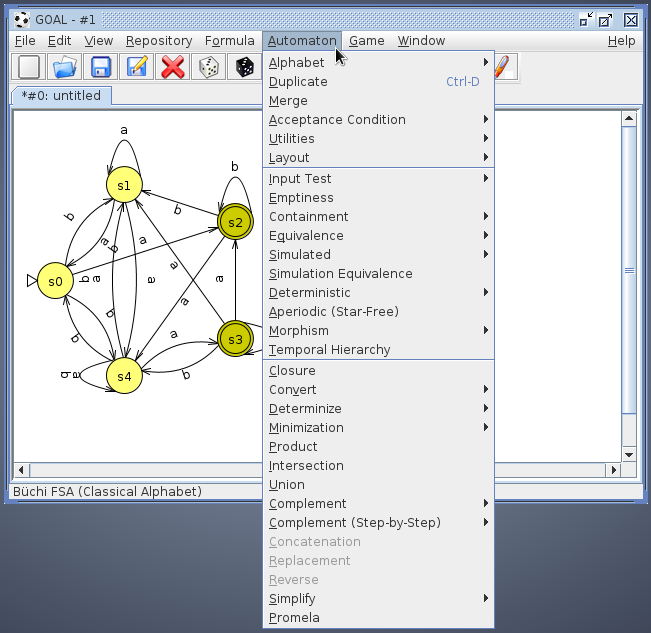 GOAL - #1
File Edit View Repository Formula Automaton Game Window Help
*#0: untitled
Alphabet
Duplicate Ctrl-D
Merge
Acceptance Condition
Utilities
Layout
Input Test
Emptiness
Containment
Equivalence
Simulated
Simulation Equivalence
Deterministic
Aperiodic (Star-Free)
Morphism
Temporal Hierarchy
Closure
Convert
Determinize
Minimization
Product
Intersection
Union
Complement
Complement (Step-by-Step)
Concatenation
Replacement
Reverse
Simplify
Promela
a
s1
b
b
b
s2
a
b
a
a
s0
b
a
a
a
a
b
b
a
s3
b
a
s4
b
Büchi FSA (Classical Alphabet)